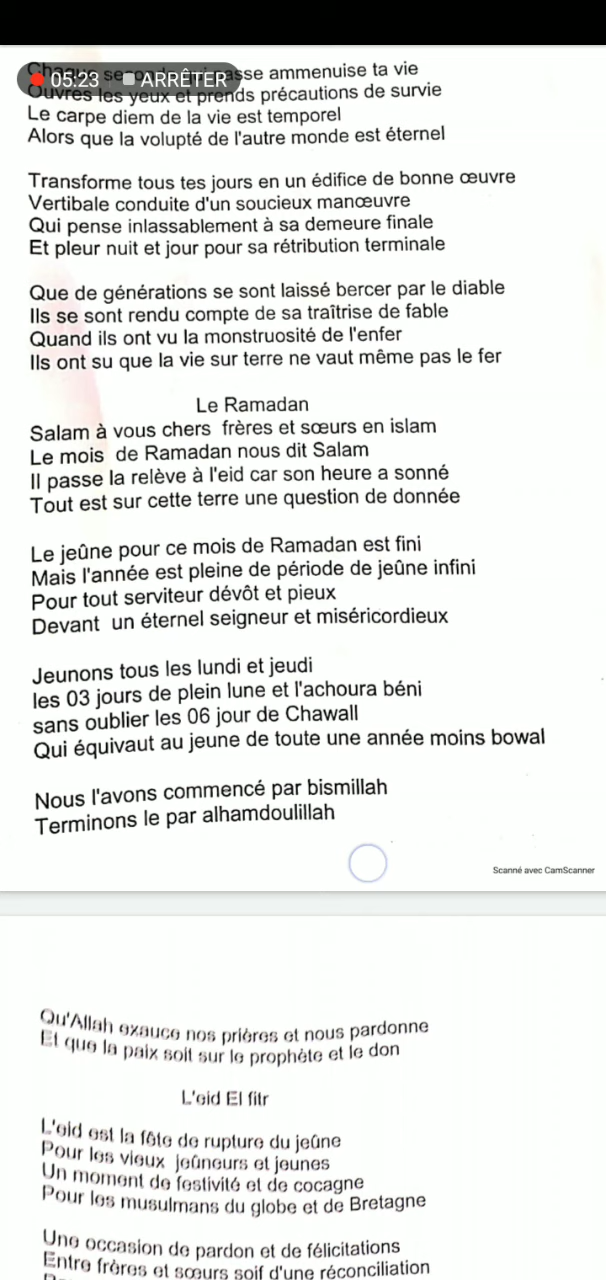 05:23 ARRÊTER
passe ammenuise ta vie
Ouvres les yeux et prends précautions de survie
Le carpe diem de la vie est temporel
Alors que la volupté de l'autre monde est éternel
Transforme tous tes jours en un édifice de bonne œuvre
Vertibale conduite d'un soucieux manœuvre
Qui pense inlassablement à sa demeure finale
Et pleur nuit et jour pour sa rétribution terminale
Que de générations se sont laissé bercer par le diable
Ils se sont rendu compte de sa traîtrise de fable
Quand ils ont vu la monstruosité de l'enfer
Ils ont su que la vie sur terre ne vaut même pas le fer
Le Ramadan
Salam à vous chers frères et sœurs en islam
Le mois de Ramadan nous dit Salam
Il passe la relève à l'eid car son heure a sonné
Tout est sur cette terre une question de donnée
Le jeûne pour ce mois de Ramadan est fini
Mais l'année est pleine de période de jeûne infini
Pour tout serviteur dévôt et pieux
Devant un éternel seigneur et miséricordieux
Jeunons tous les lundi et jeudi
les 03 jours de plein lune et l'achoura béni
sans oublier les 06 jour de Chawall
Qui équivaut au jeune de toute une année moins bowal
Nous l'avons commencé par bismillah
Terminons le par alhamdoulillah
Scanné avec CamScanner
Qu'Allah exauce nos prières et nous pardonne
Et que la paix soit sur le prophète et le don
L'eid El fitr
L'eid est la fête de rupture du jeûne
Pour les vieux jeûneurs et jeunes
Un moment de festivité et de cocagne
Pour les musulmans du globe et de Bretagne
Une occasion de pardon et de félicitations
Entre frères et sœurs soif d'une réconciliation